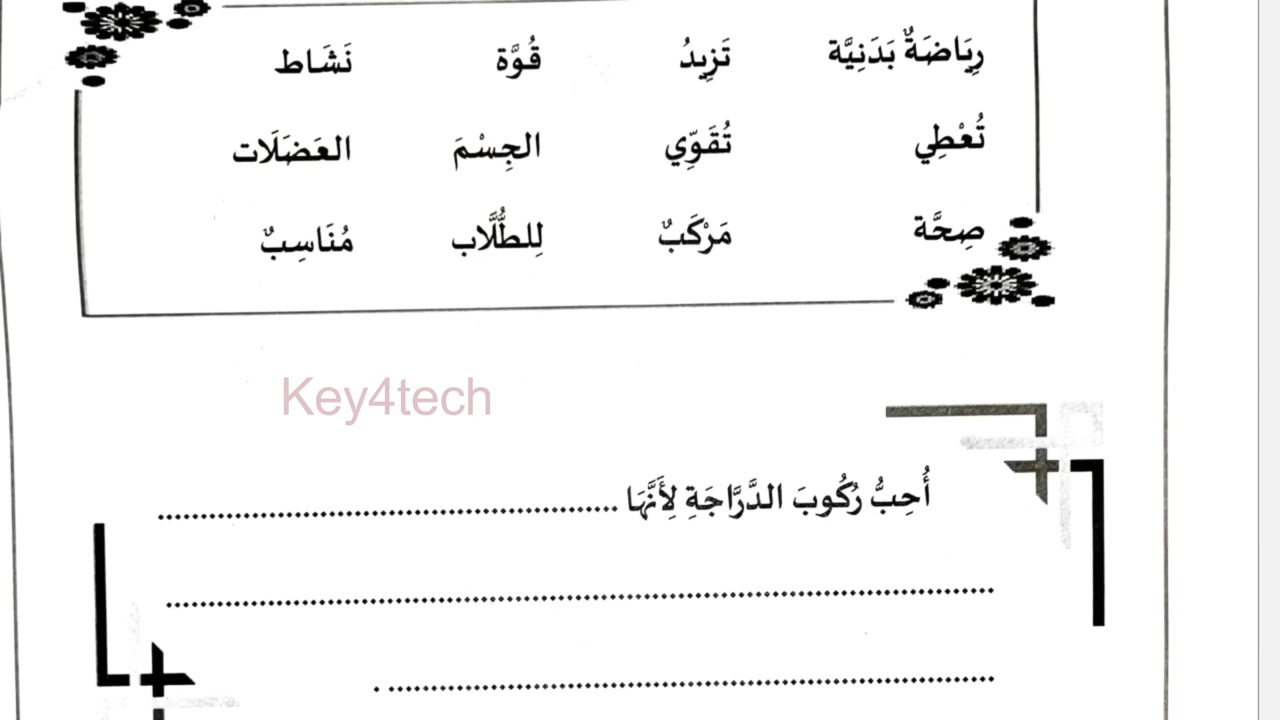 رِيَاضَةٌ بَدَنِيَّة تَزِيدُ قُوَّة نَشَاط
تُعْطِي تُقَوِّي الجِسْمَ العَضَلَات
صِحَّة مَرْكَبٌ لِلطُّلَّاب مُنَاسِبٌ
Key4tech
أُحِبُّ رُكُوبَ الدَّرَّاجَةِ لِأَنَّهَا ..............................................................
..............................................................
..............................................................